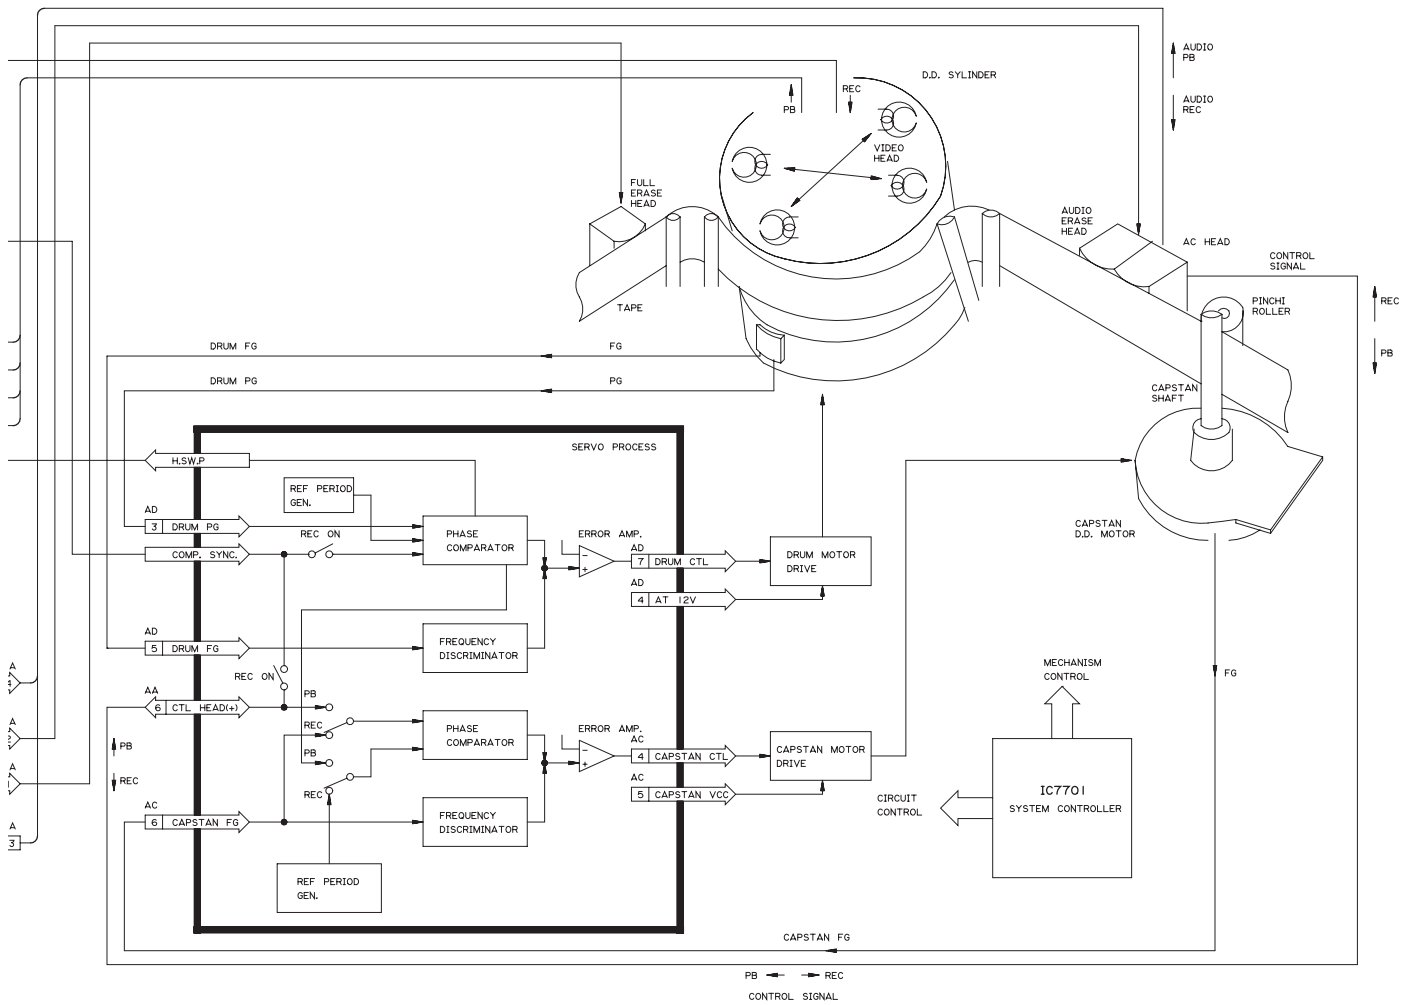 AUDIO
PB
D.D. SYLINDER
REC
PB
AUDIO
REC
VIDEO
HEAD
FULL
ERASE
HEAD
AUDIO
ERASE
HEAD
AC HEAD
CONTROL
SIGNAL
TAPE
PINCHI
ROLLER
REC
PB
DRUM FG
FG
DRUM PG
PG
CAPSTAN
SHAFT
SERVO PROCESS
H.SW.P
REF PERIOD
GEN.
AD
3 DRUM PG
REC ON
PHASE
COMPARATOR
ERROR AMP.
-
+
COMP. SYNC.
AD
7 DRUM CTL
DRUM MOTOR
DRIVE
CAPSTAN
D.D. MOTOR
AD
4 AT 12V
AD
5 DRUM FG
FREQUENCY
DISCRIMINATOR
REC ON
MECHANISM
CONTROL
FG
A
4
AA
6 CTL HEAD(+)
PB
REC
PHASE
COMPARATOR
ERROR AMP.
-
+
A
2
PB
REC
PB
AC
4 CAPSTAN CTL
CAPSTAN MOTOR
DRIVE
A
1
REC
AC
5 CAPSTAN VCC
CIRCUIT
CONTROL
IC7701
SYSTEM CONTROLLER
A
3
AC
6 CAPSTAN FG
FREQUENCY
DISCRIMINATOR
REF PERIOD
GEN.
CAPSTAN FG
PB REC
CONTROL SIGNAL